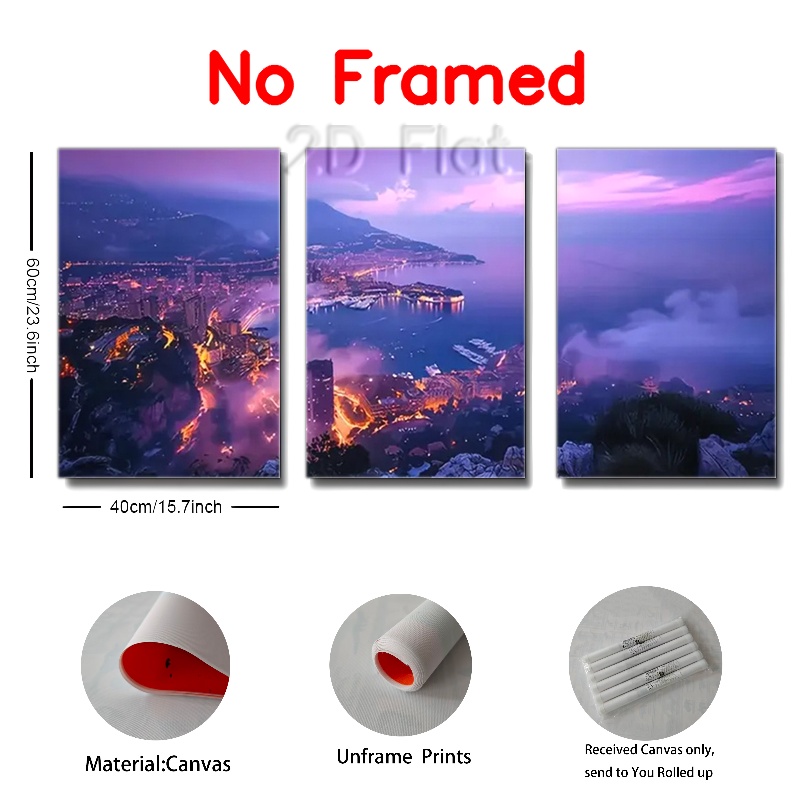 No Framed
2D Flat
60cm/23.6inch
40cm/15.7inch
Material:Canvas
Unframe Prints
Received Canvas only,
send to You Rolled up